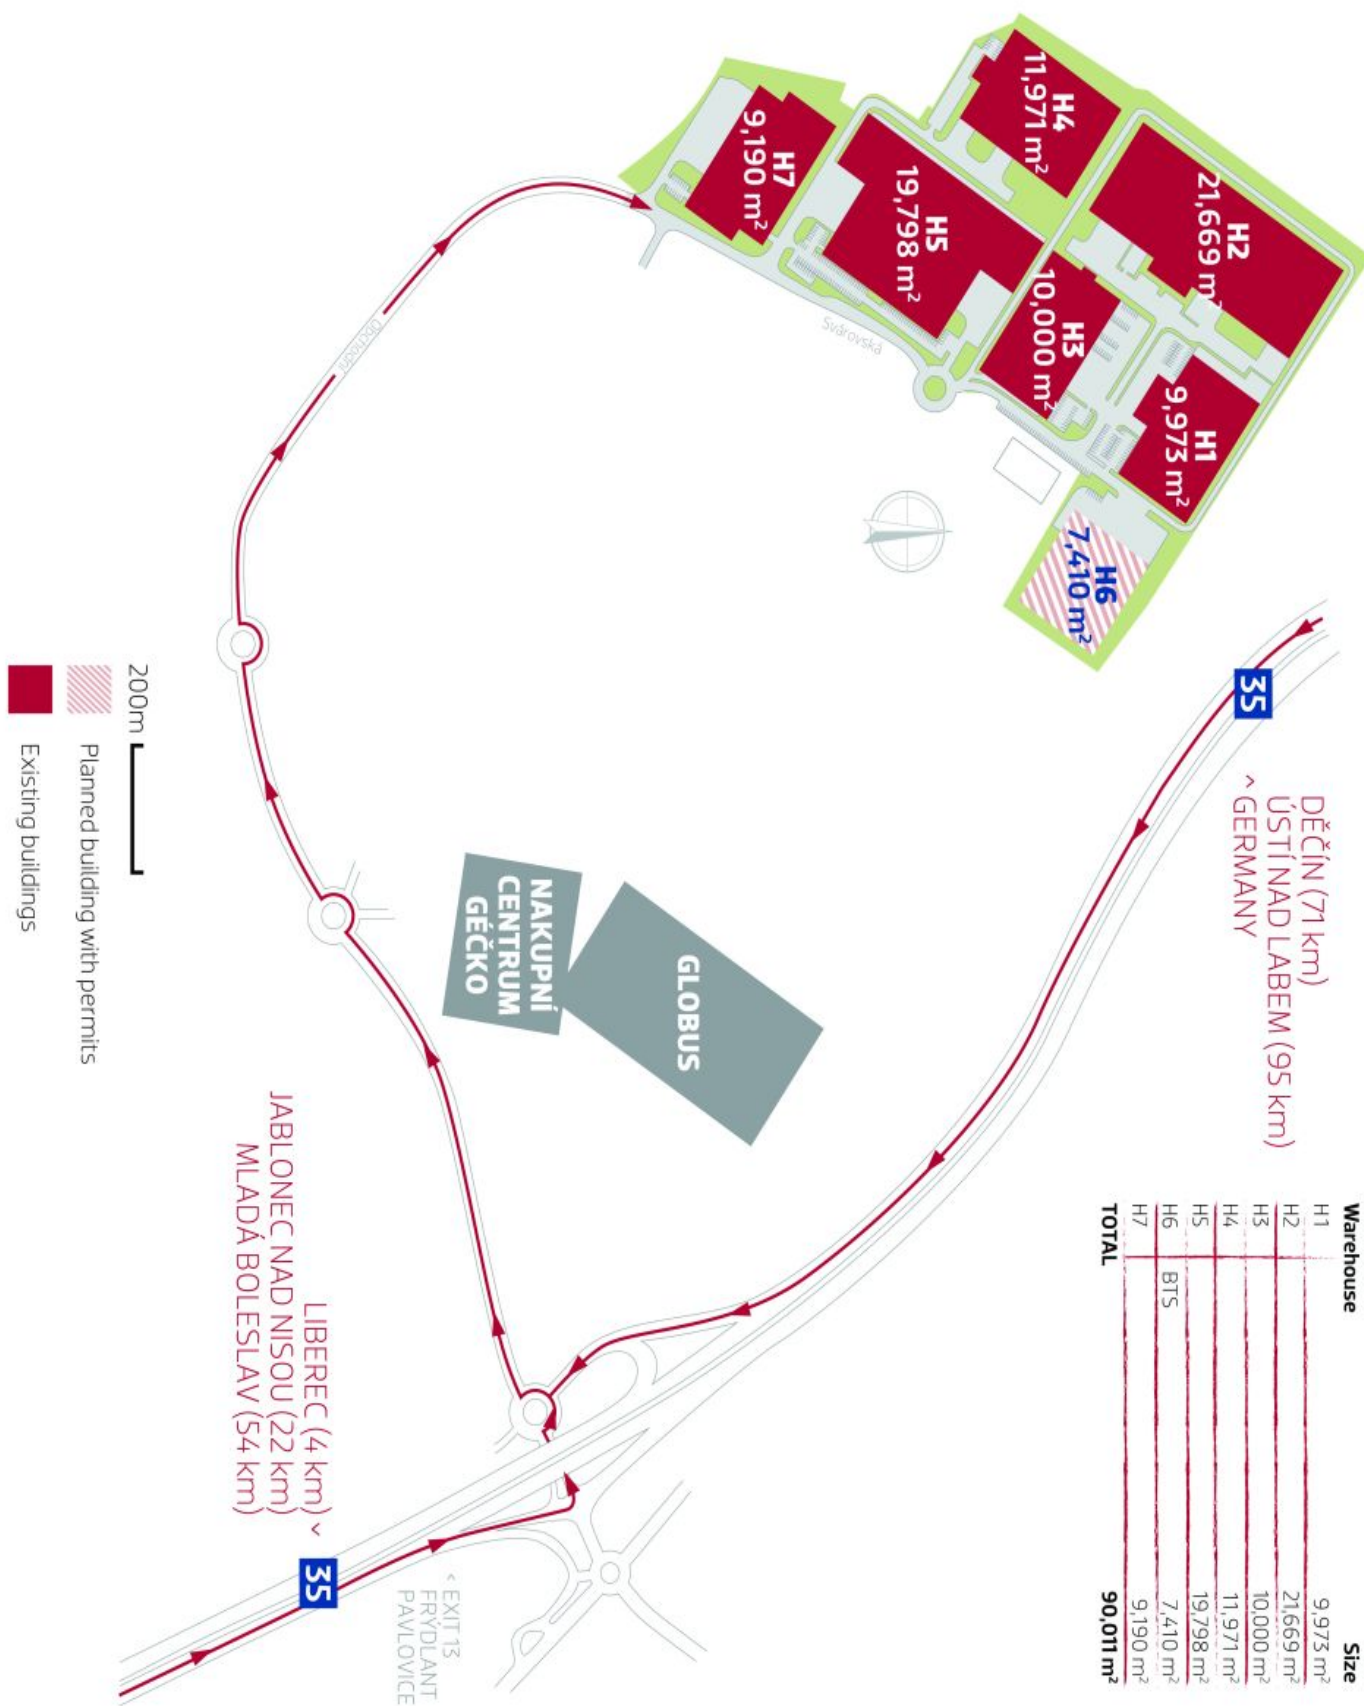 H4
11,971 m²
H2
21,669 m²
H7
9,190 m²
H5
19,798 m²
H3
10,000 m²
H1
9,973 m²
H6
7,410 m²
Svárovská
Obchodní
35
DĚČÍN (71 km)
ÚSTÍ NAD LABEM (95 km)
^ GERMANY
GLOBUS
NAKUPNÍ
CENTRUM
GÉČKO
LIBEREC (4 km) ˅
JABLONEC NAD NISOU (22 km)
MLADÁ BOLESLAV (54 km)
35
< EXIT 13
FRÝDLANT
PAVLOVICE
200m
Planned building with permits
Existing buildings
Warehouse Size
H1 9,973 m²
H2 21,669 m²
H3 10,000 m²
H4 11,971 m²
H5 19,798 m²
H6 BTS 7,410 m²
H7 9,190 m²
TOTAL 90,011 m²